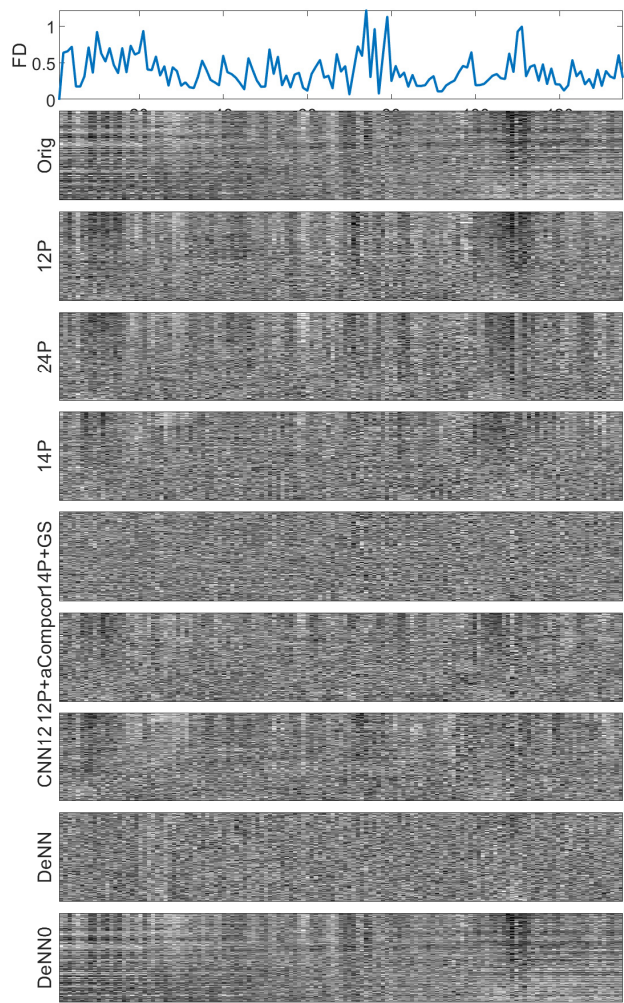 FD
1
0.5
0
Orig
12P
24P
14P
14P+GS
12P+aCompcor
CNN12
DeNN
DeNN0